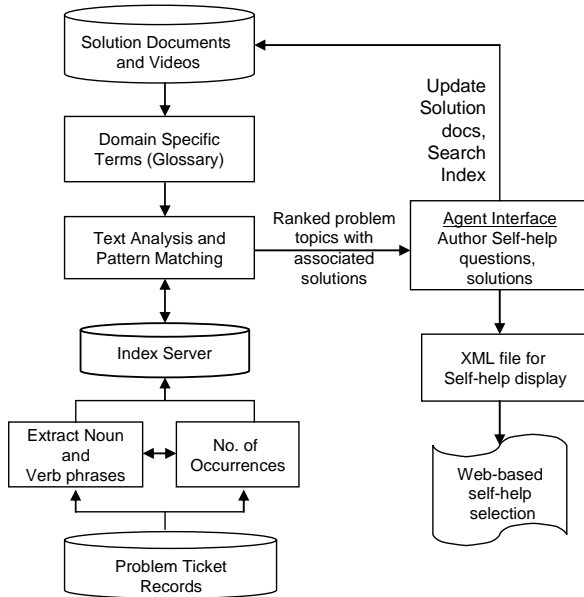 Solution Documents
and Videos
Update
Solution
docs,
Search
Index
Domain Specific
Terms (Glossary)
Text Analysis and
Pattern Matching
Ranked problem
topics with
associated
solutions
Agent Interface
Author Self-help
questions,
solutions
Index Server
XML file for
Self-help display
Extract Noun
and
Verb phrases
No. of
Occurrences
Web-based
self-help
selection
Problem Ticket
Records